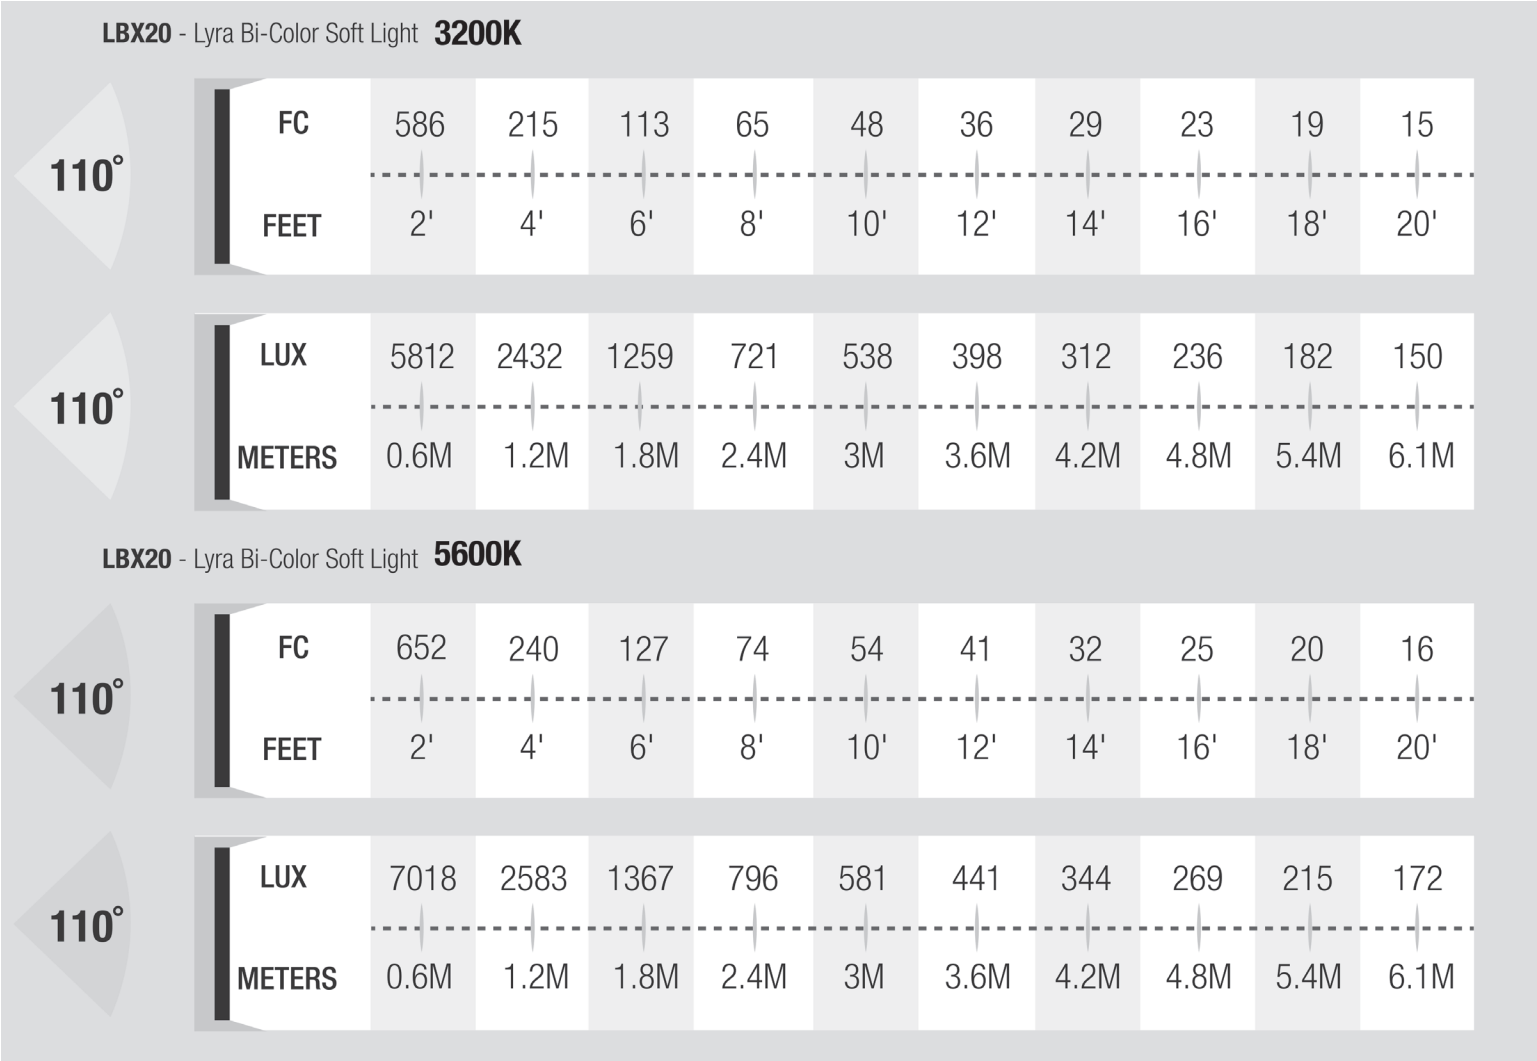 LBX20 - Lyra Bi-Color Soft Light 3200K
110°
FC 586 215 113 65 48 36 29 23 19 15
FEET 2' 4' 6' 8' 10' 12' 14' 16' 18' 20'
110°
LUX 5812 2432 1259 721 538 398 312 236 182 150
METERS 0.6M 1.2M 1.8M 2.4M 3M 3.6M 4.2M 4.8M 5.4M 6.1M
LBX20 - Lyra Bi-Color Soft Light 5600K
110°
FC 652 240 127 74 54 41 32 25 20 16
FEET 2' 4' 6' 8' 10' 12' 14' 16' 18' 20'
110°
LUX 7018 2583 1367 796 581 441 344 269 215 172
METERS 0.6M 1.2M 1.8M 2.4M 3M 3.6M 4.2M 4.8M 5.4M 6.1M